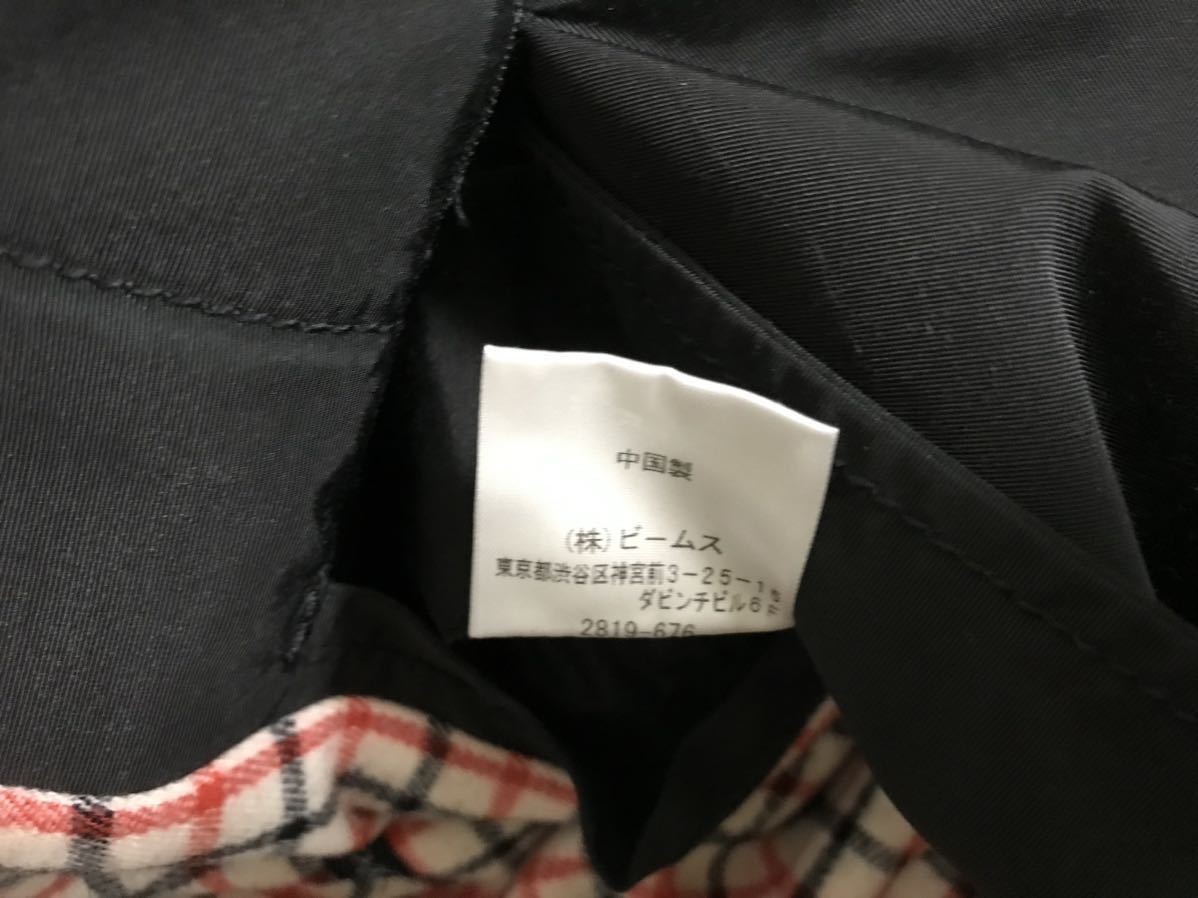 中国製
(株)ビームス
東京都渋谷区神宮前3-25-1
ダビンチビル6F
2819-676